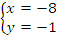 x = −8
y = −1